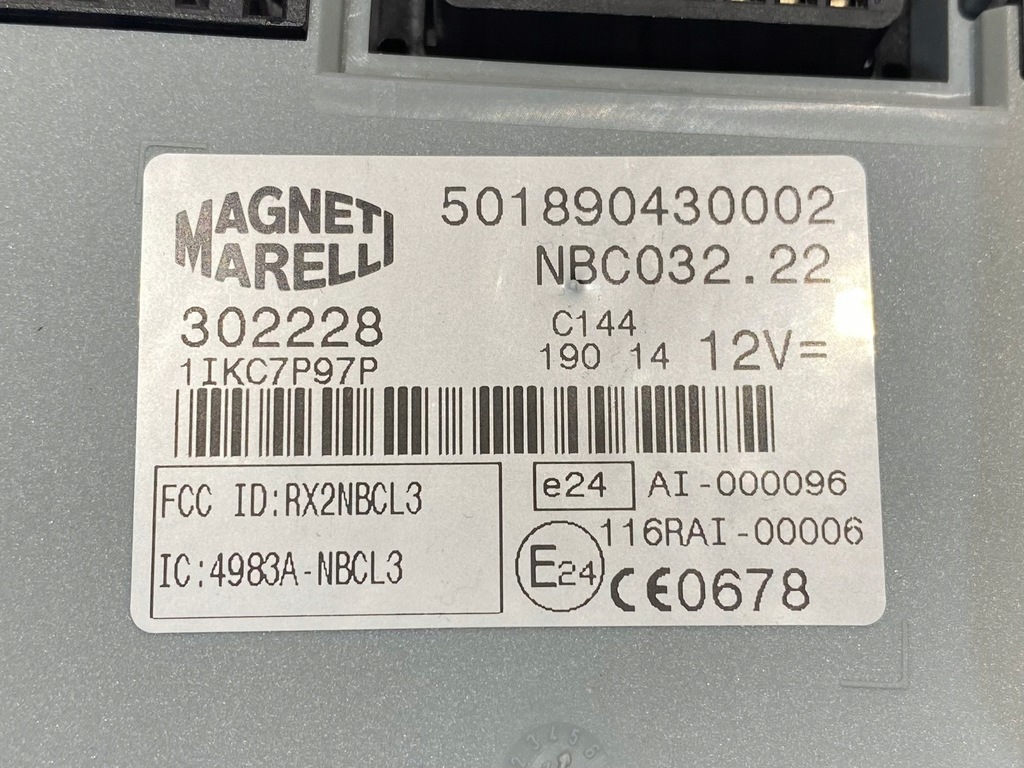 MAGNETI
MARELLI
501890430002
NBC032.22
302228
C144
1IKC7P97P
190 14
12V=
FCC ID:RX2NBCL3
e24
AI-000096
116RAI-00006
IC:4983A-NBCL3
E24
CE0678